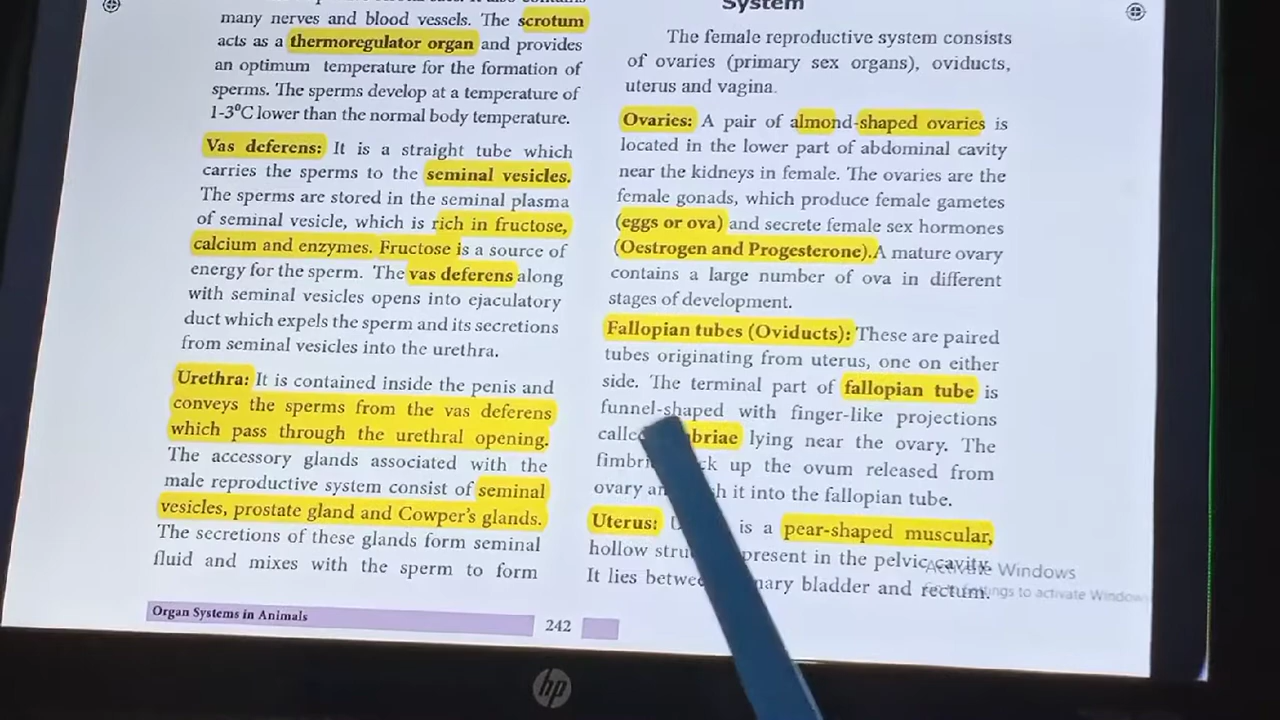 many nerves and blood vessels. The scrotum
acts as a thermoregulator organ and provides
an optimum temperature for the formation of
sperms. The sperms develop at a temperature of
1-3⁰C lower than the normal body temperature.
Vas deferens: It is a straight tube which
carries the sperms to the seminal vesicles.
The sperms are stored in the seminal plasma
of seminal vesicle, which is rich in fructose,
calcium and enzymes. Fructose is a source of
energy for the sperm. The vas deferens along
with seminal vesicles opens into ejaculatory
duct which expels the sperm and its secretions
from seminal vesicles into the urethra.
Urethra: It is contained inside the penis and
conveys the sperms from the vas deferens
which pass through the urethral opening.
The accessory glands associated with the
male reproductive system consist of seminal
vesicles, prostate gland and Cowper's glands.
The secretions of these glands form seminal
fluid and mixes with the sperm to form
System
The female reproductive system consists
of ovaries (primary sex organs), oviducts,
uterus and vagina.
Ovaries: A pair of almond-shaped ovaries is
located in the lower part of abdominal cavity
near the kidneys in female. The ovaries are the
female gonads, which produce female gametes
(eggs or ova) and secrete female sex hormones
(Oestrogen and Progesterone).A mature ovary
contains a large number of ova in different
stages of development.
Fallopian tubes (Oviducts): These are paired
tubes originating from uterus, one on either
side. The terminal part of fallopian tube is
funnel-shaped with finger-like projections
lying near the ovary. The
up the ovum released from
ovary it into the fallopian tube.
Uterus: is a pear-shaped muscular,
hollow present in the pelvic cavity.
It lies bladder and rectum.
Organ Systems in Animals
242
Activate Windows
to activate Windows
hp